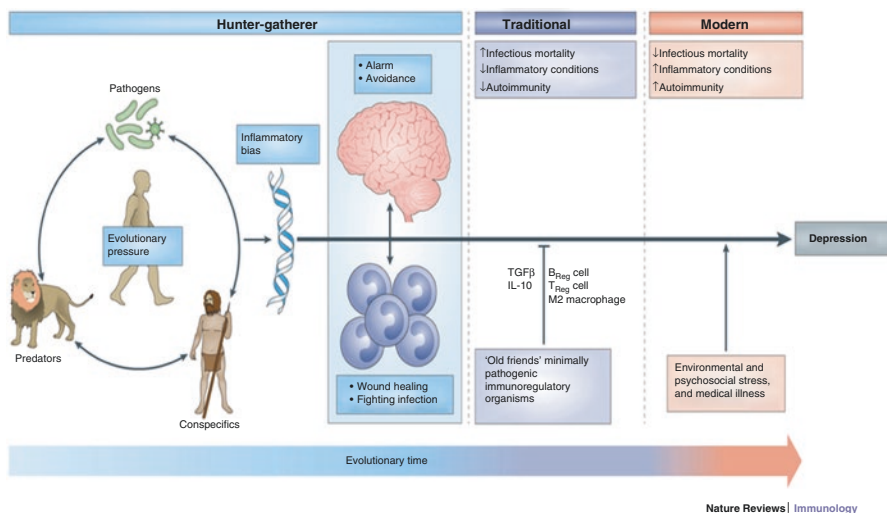 Hunter-gatherer
Traditional
Modern
• Alarm
• Avoidance
↑Infectious mortality
↓Inflammatory conditions
↓Autoimmunity
↓Infectious mortality
↑Inflammatory conditions
↑Autoimmunity
Pathogens
Inflammatory
bias
Evolutionary
pressure
Depression
TGFβ
IL-10
B Reg cell
T Reg cell
M2 macrophage
Predators
Conspecifics
• Wound healing
• Fighting infection
'Old friends' minimally
pathogenic
immunoregulatory
organisms
Environmental and
psychosocial stress,
and medical illness
Evolutionary time
Nature Reviews | Immunology